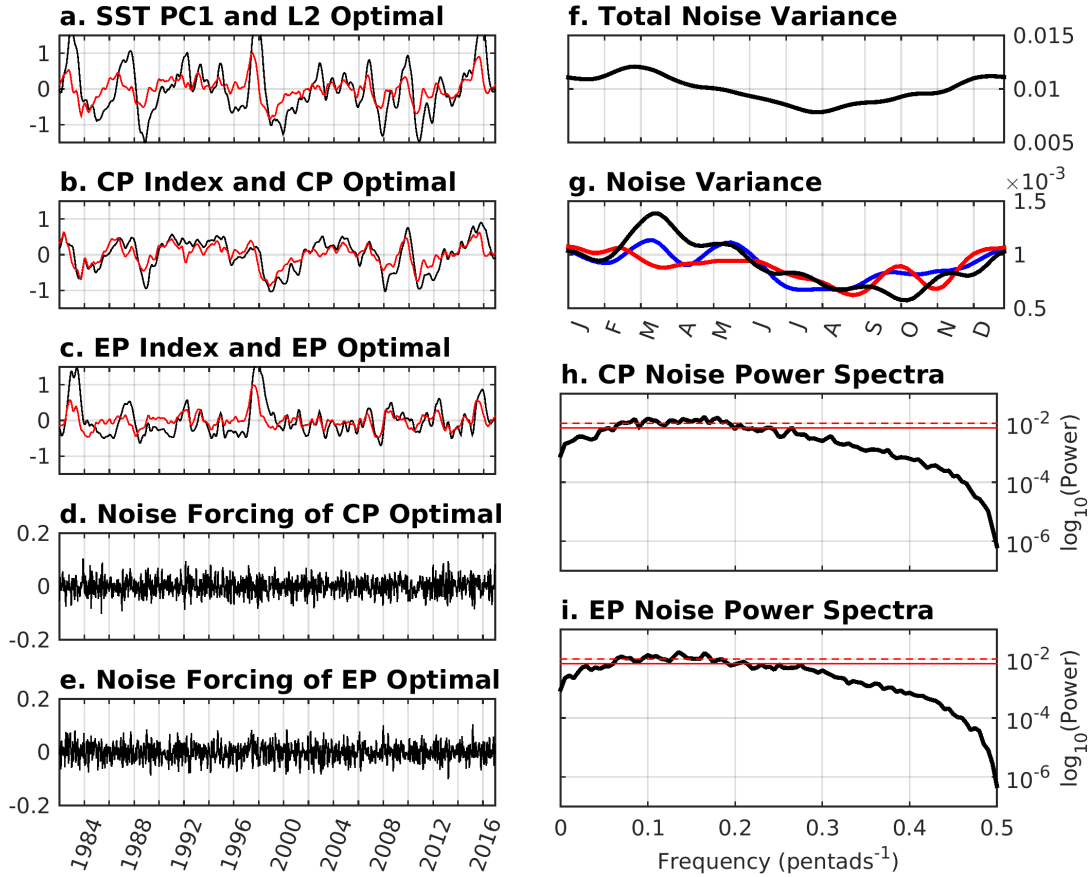 a. SST PC1 and L2 Optimal
1
0
-1
b. CP Index and CP Optimal
1
0
-1
c. EP Index and EP Optimal
1
0
-1
d. Noise Forcing of CP Optimal
0.2
0
-0.2
e. Noise Forcing of EP Optimal
0.2
0
-0.2
1984 1988 1992 1996 2000 2004 2008 2012 2016
f. Total Noise Variance
0.015
0.01
0.005
g. Noise Variance
×10⁻³
1.5
1
0.5
J F M A M J J A S O N D
h. CP Noise Power Spectra
10⁻²
10⁻⁴
10⁻⁶
log₁₀(Power)
i. EP Noise Power Spectra
10⁻²
10⁻⁴
10⁻⁶
log₁₀(Power)
0 0.1 0.2 0.3 0.4 0.5
Frequency (pentads⁻¹)